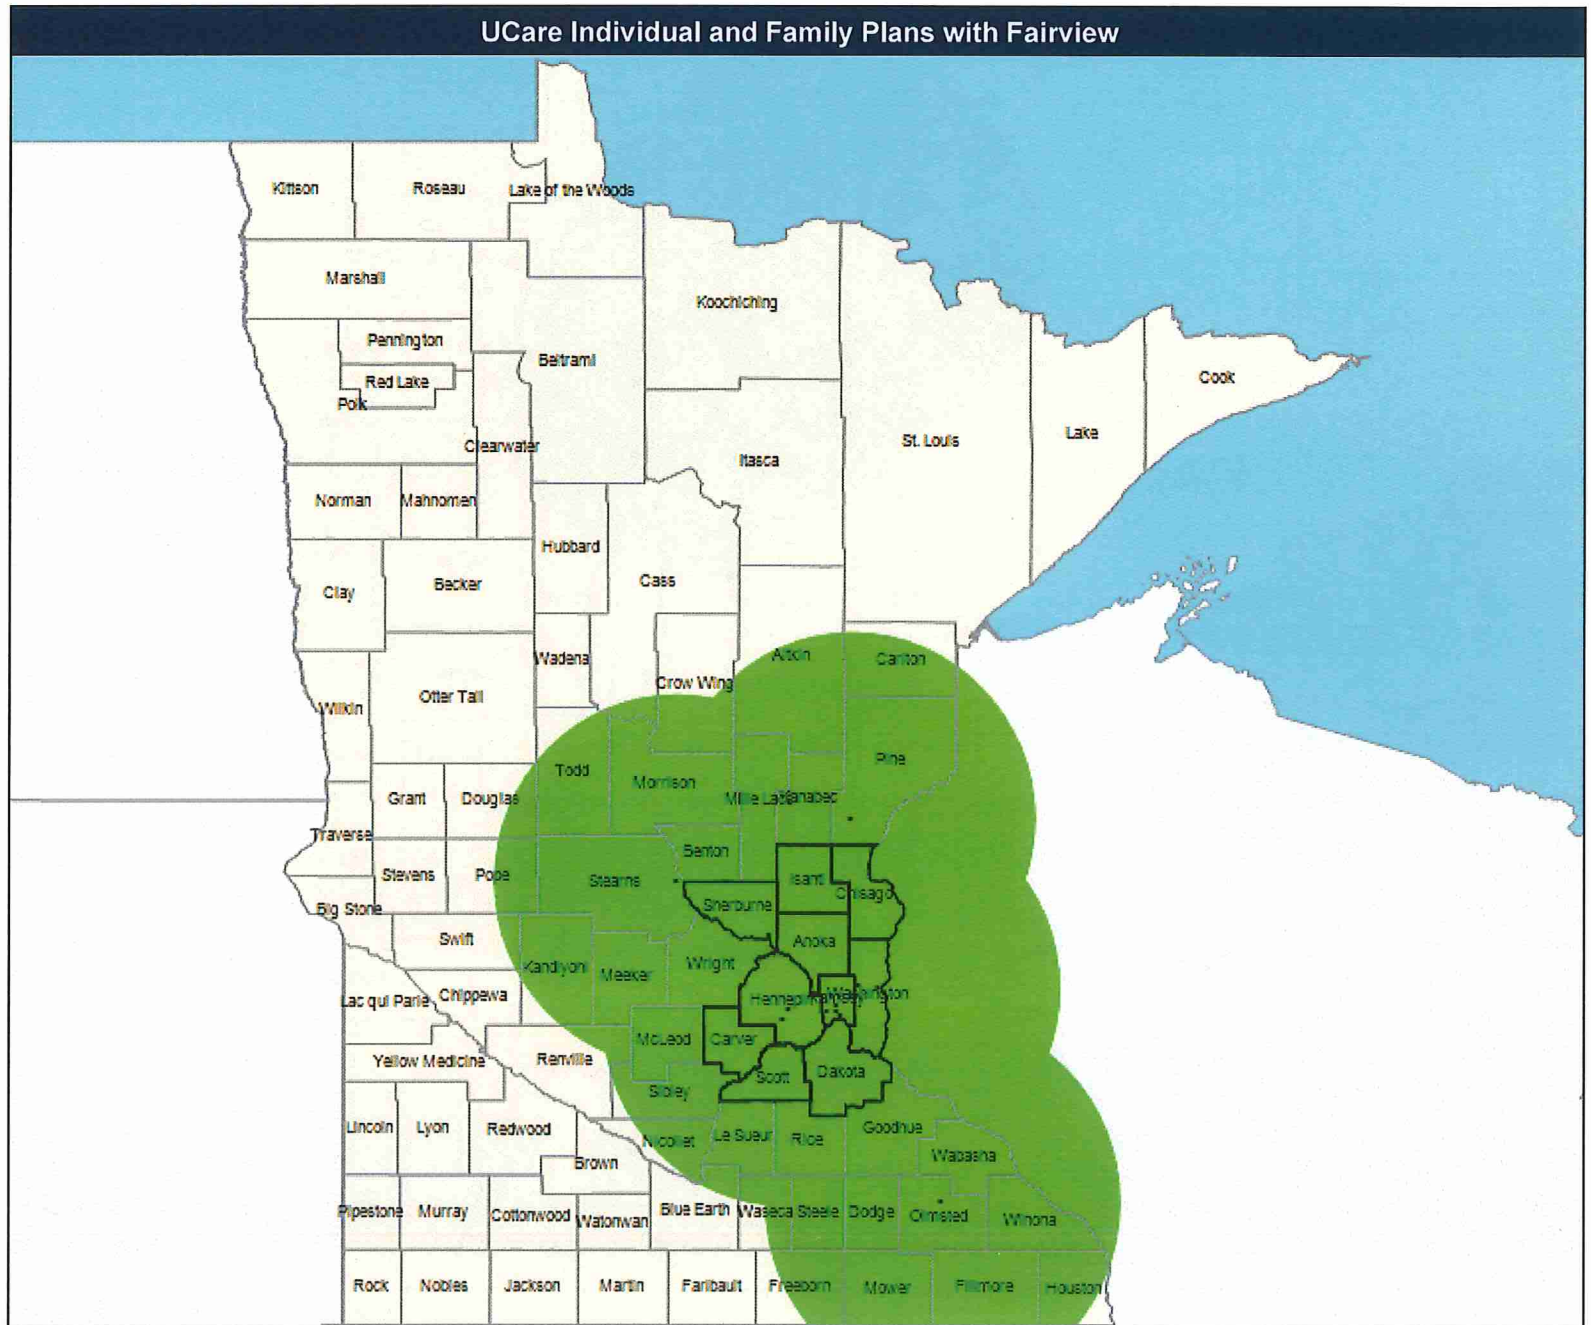 UCare Individual and Family Plans with Fairview
Kittson
Roseau
Lake of the Woods
Marshall
Koochiching
Pennington
Beltrami
Red Lake
Cook
Polk
Lake
St. Louis
Clearwater
Itasca
Norman
Mahnomen
Hubbard
Cass
Becker
Clay
Aitkin
Carlton
Wadena
Crow Wing
Otter Tail
Wilkin
Pine
Todd
Morrison
Mille Lacs
Kanabec
Grant
Douglas
Traverse
Benton
Stevens
Pope
Stearns
Isanti
Chisago
Big Stone
Sherburne
Swift
Anoka
Wright
Kandiyohi
Meeker
Lac qui Parle
Chippewa
Hennepin
Ramsey
Washington
McLeod
Carver
Yellow Medicine
Renville
Scott
Dakota
Sibley
Lincoln
Lyon
Redwood
Nicollet
Le Sueur
Rice
Goodhue
Wabasha
Brown
Pipestone
Murray
Cottonwood
Watonwan
Blue Earth
Waseca
Steele
Dodge
Olmsted
Winona
Rock
Nobles
Jackson
Martin
Faribault
Freeborn
Mower
Fillmore
Houston